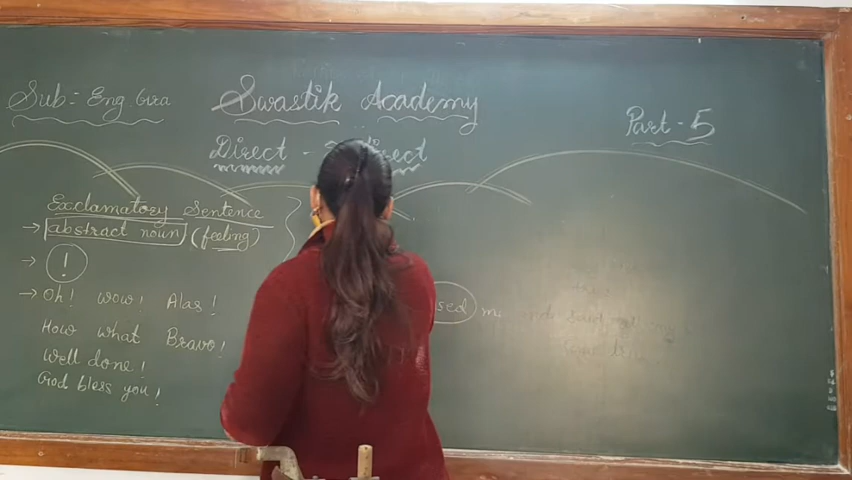 Sub:- Eng. Gra
Swastik Academy
Direct -
Part - 5
Exclamatory Sentence
→ abstract noun (feeling)
→ !
→ Oh! wow! Alas!
How what Bravo!
Well done!
God bless you!
sed